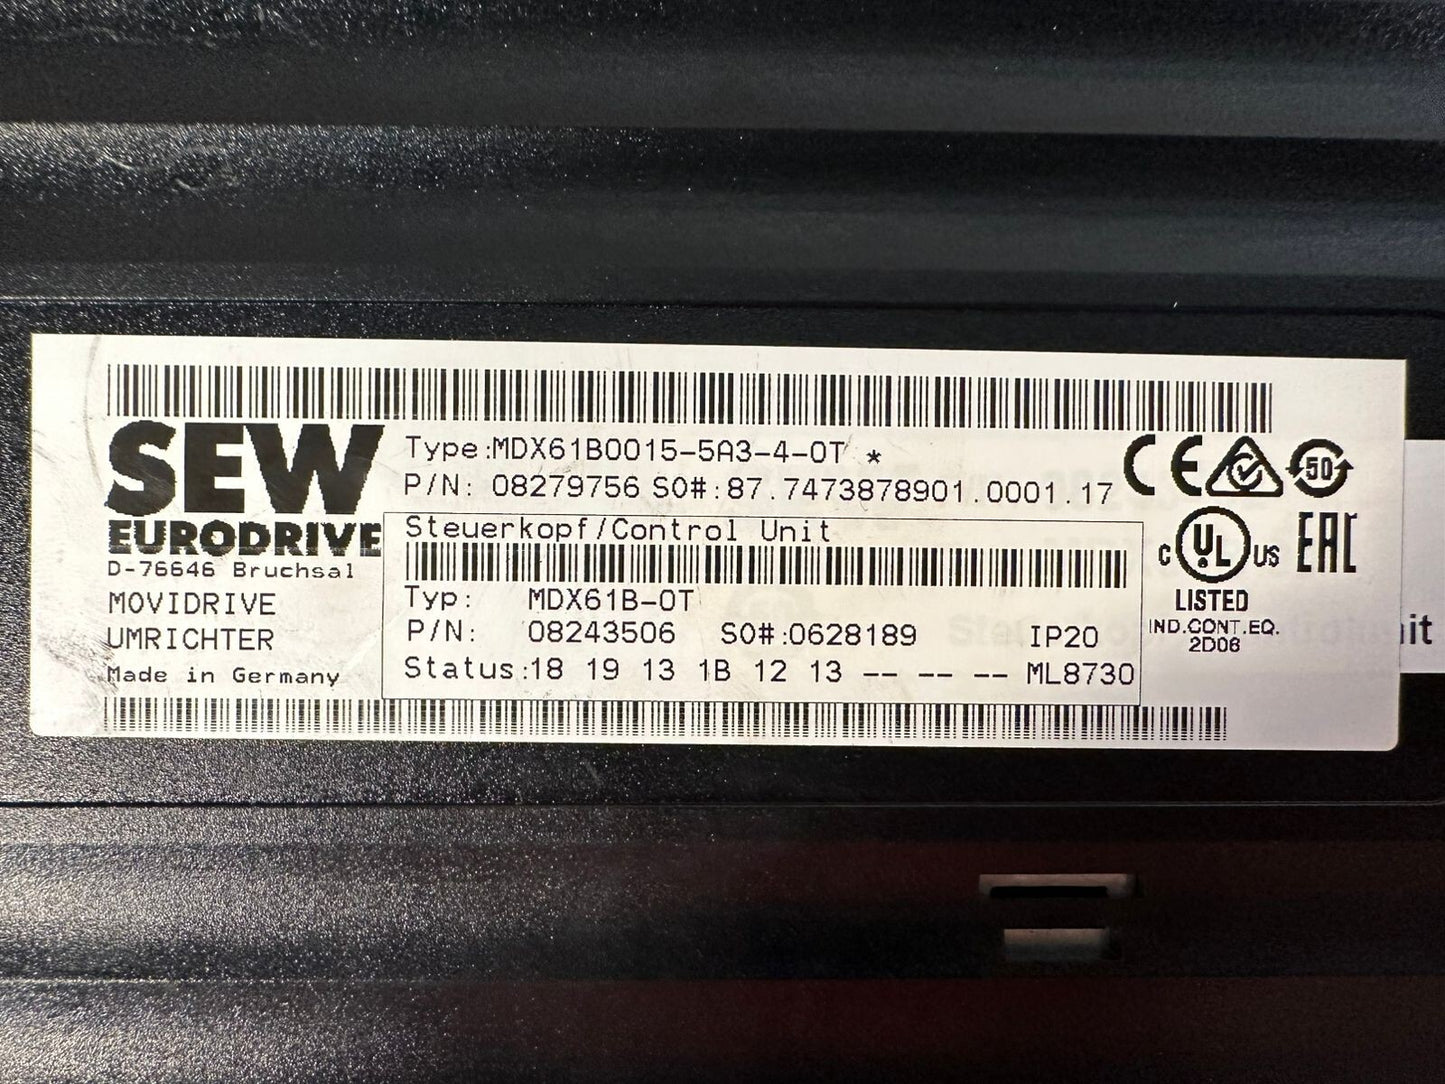 SEW
EURODRIVE
D-76646 Bruchsal
MOVIDRIVE
UMRICHTER
Made in Germany
Type:MDX61B0015-5A3-4-0T *
P/N: 08279756 SO#:87.7473878901.0001.17
Steuerkopf/Control Unit
Typ: MDX61B-0T
P/N: 08243506 SO#:0628189 IP20
Status:18 19 13 1B 12 13 -- -- -- ML8730
CE 50
c UL US EAC
LISTED
IND.CONT.EQ.
2D06
it